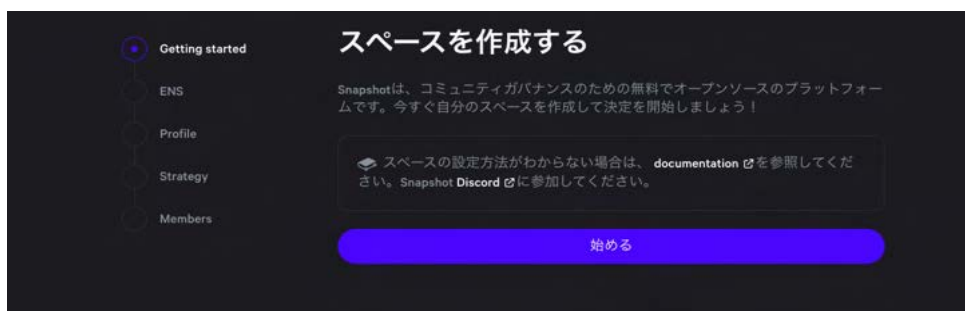 Getting started
ENS
Profile
Strategy
Members
スペースを作成する
Snapshotは、コミュニティガバナンスのための無料でオープンソースのプラットフォー
ムです。今すぐ自分のスペースを作成して決定を開始しましょう！
スペースの設定方法がわからない場合は、 documentation を参照してくだ
さい。Snapshot Discord に参加してください。
始める